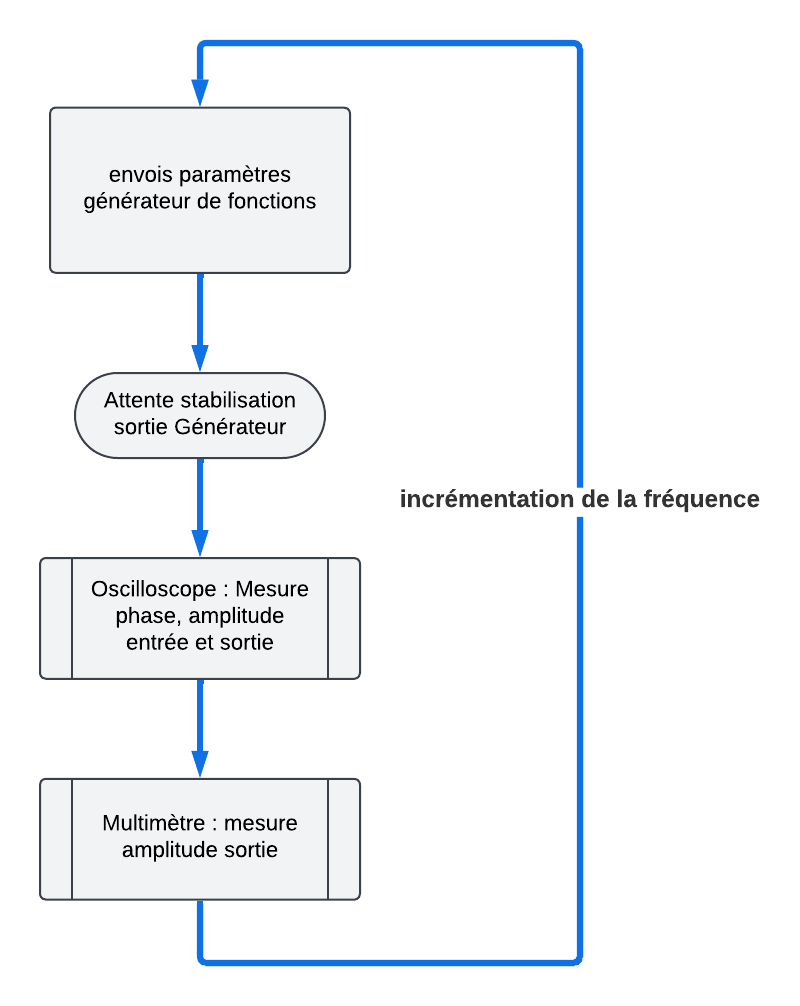 envois paramètres
générateur de fonctions
Attente stabilisation
sortie Générateur
incrémentation de la fréquence
Oscilloscope : Mesure
phase, amplitude
entrée et sortie
Multimètre : mesure
amplitude sortie